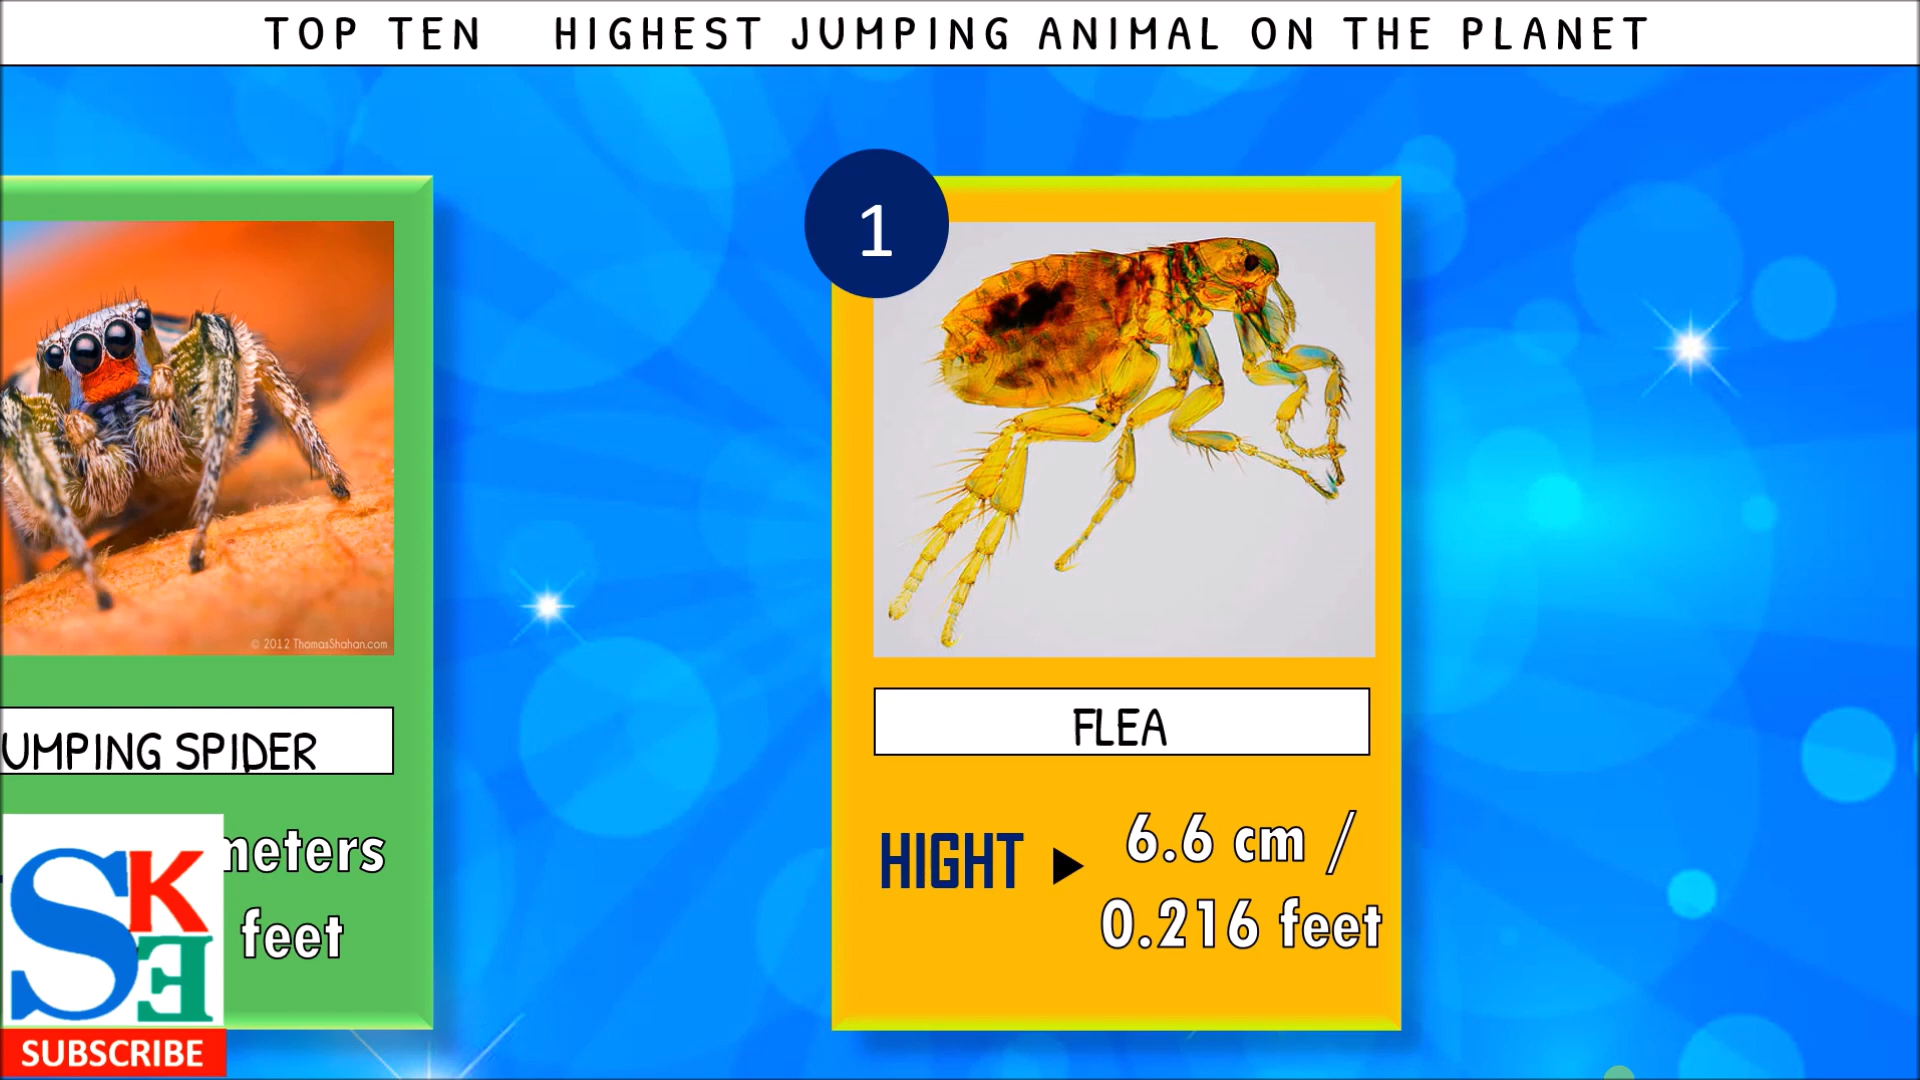 TOP TEN HIGHEST JUMPING ANIMAL ON THE PLANET
1
© 2012 ThomasShahan.com
UMPING SPIDER
FLEA
meters
feet
HIGHT
6.6 cm /
0.216 feet
SKE
SUBSCRIBE